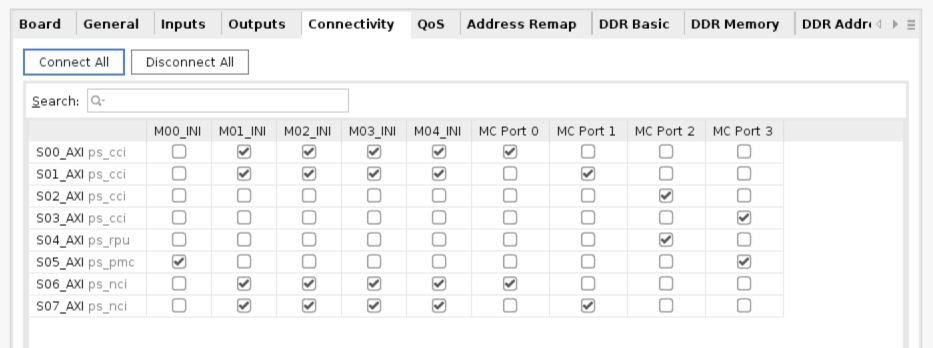 Board General Inputs Outputs Connectivity QoS Address Remap DDR Basic DDR Memory DDR Addr
Connect All Disconnect All
Search:
M00_INI M01_INI M02_INI M03_INI M04_INI MC Port 0 MC Port 1 MC Port 2 MC Port 3
S00_AXI ps_cci
S01_AXI ps_cci
S02_AXI ps_cci
S03_AXI ps_cci
S04_AXI ps_rpu
S05_AXI ps_pmc
S06_AXI ps_nci
S07_AXI ps_nci